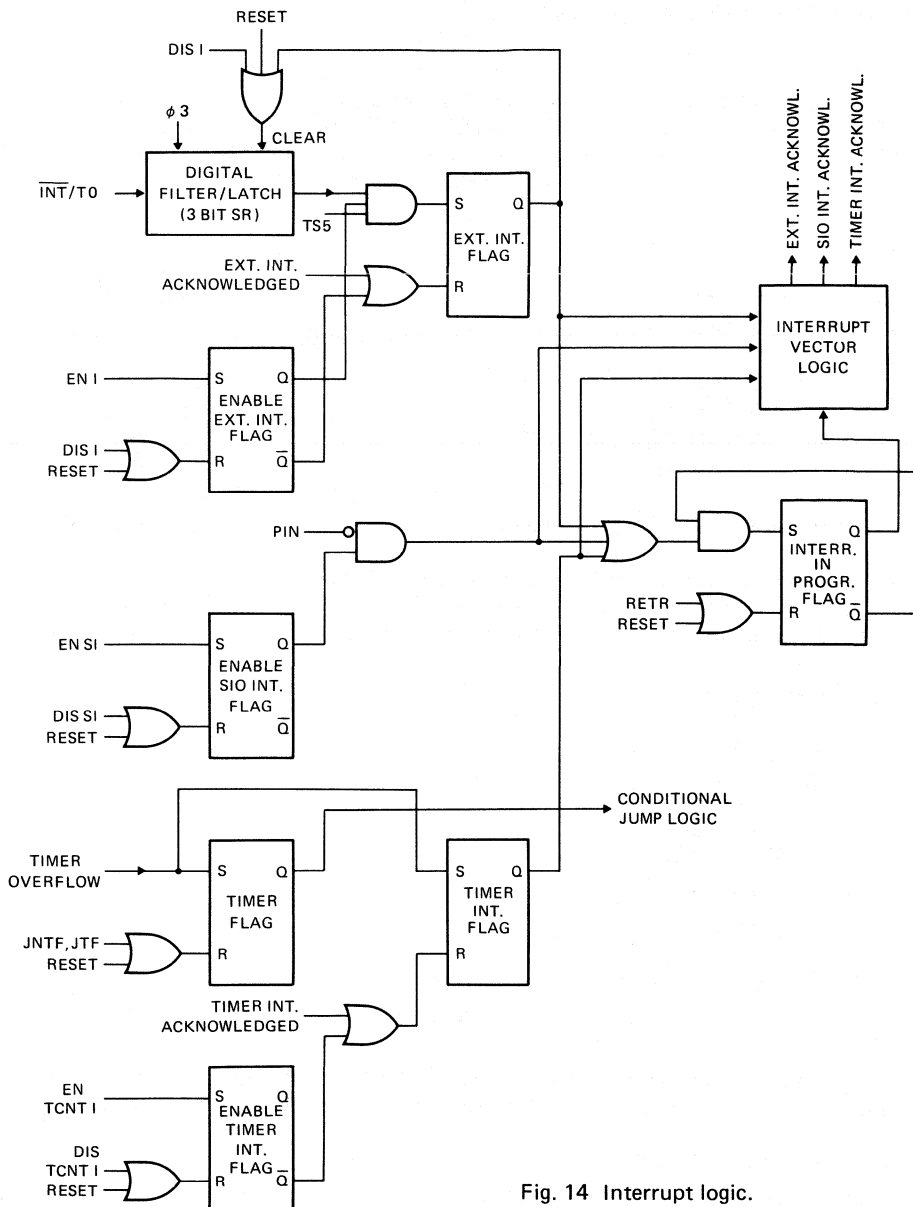 RESET
DIS I
φ 3
CLEAR
EXT. INT. ACKNOWL.
SIO INT. ACKNOWL.
TIMER INT. ACKNOWL.
INT/T0
DIGITAL
FILTER/LATCH
(3 BIT SR)
TS5
S Q
EXT. INT.
FLAG
R
EXT. INT.
ACKNOWLEDGED
INTERRUPT
VECTOR
LOGIC
EN I
S Q
ENABLE
EXT. INT.
FLAG
R Q
DIS I
RESET
PIN
S Q
INTERR.
IN
PROGR.
FLAG
R Q
RETR
RESET
EN SI
S Q
ENABLE
SIO INT.
FLAG
R Q
DIS SI
RESET
CONDITIONAL
JUMP LOGIC
TIMER
OVERFLOW
S Q
TIMER
FLAG
R
JNTF,JTF
RESET
S Q
TIMER
INT.
FLAG
R
TIMER INT.
ACKNOWLEDGED
EN
TCNT I
S Q
ENABLE
TIMER
INT.
FLAG
R Q
DIS
TCNT I
RESET
Fig. 14 Interrupt logic.